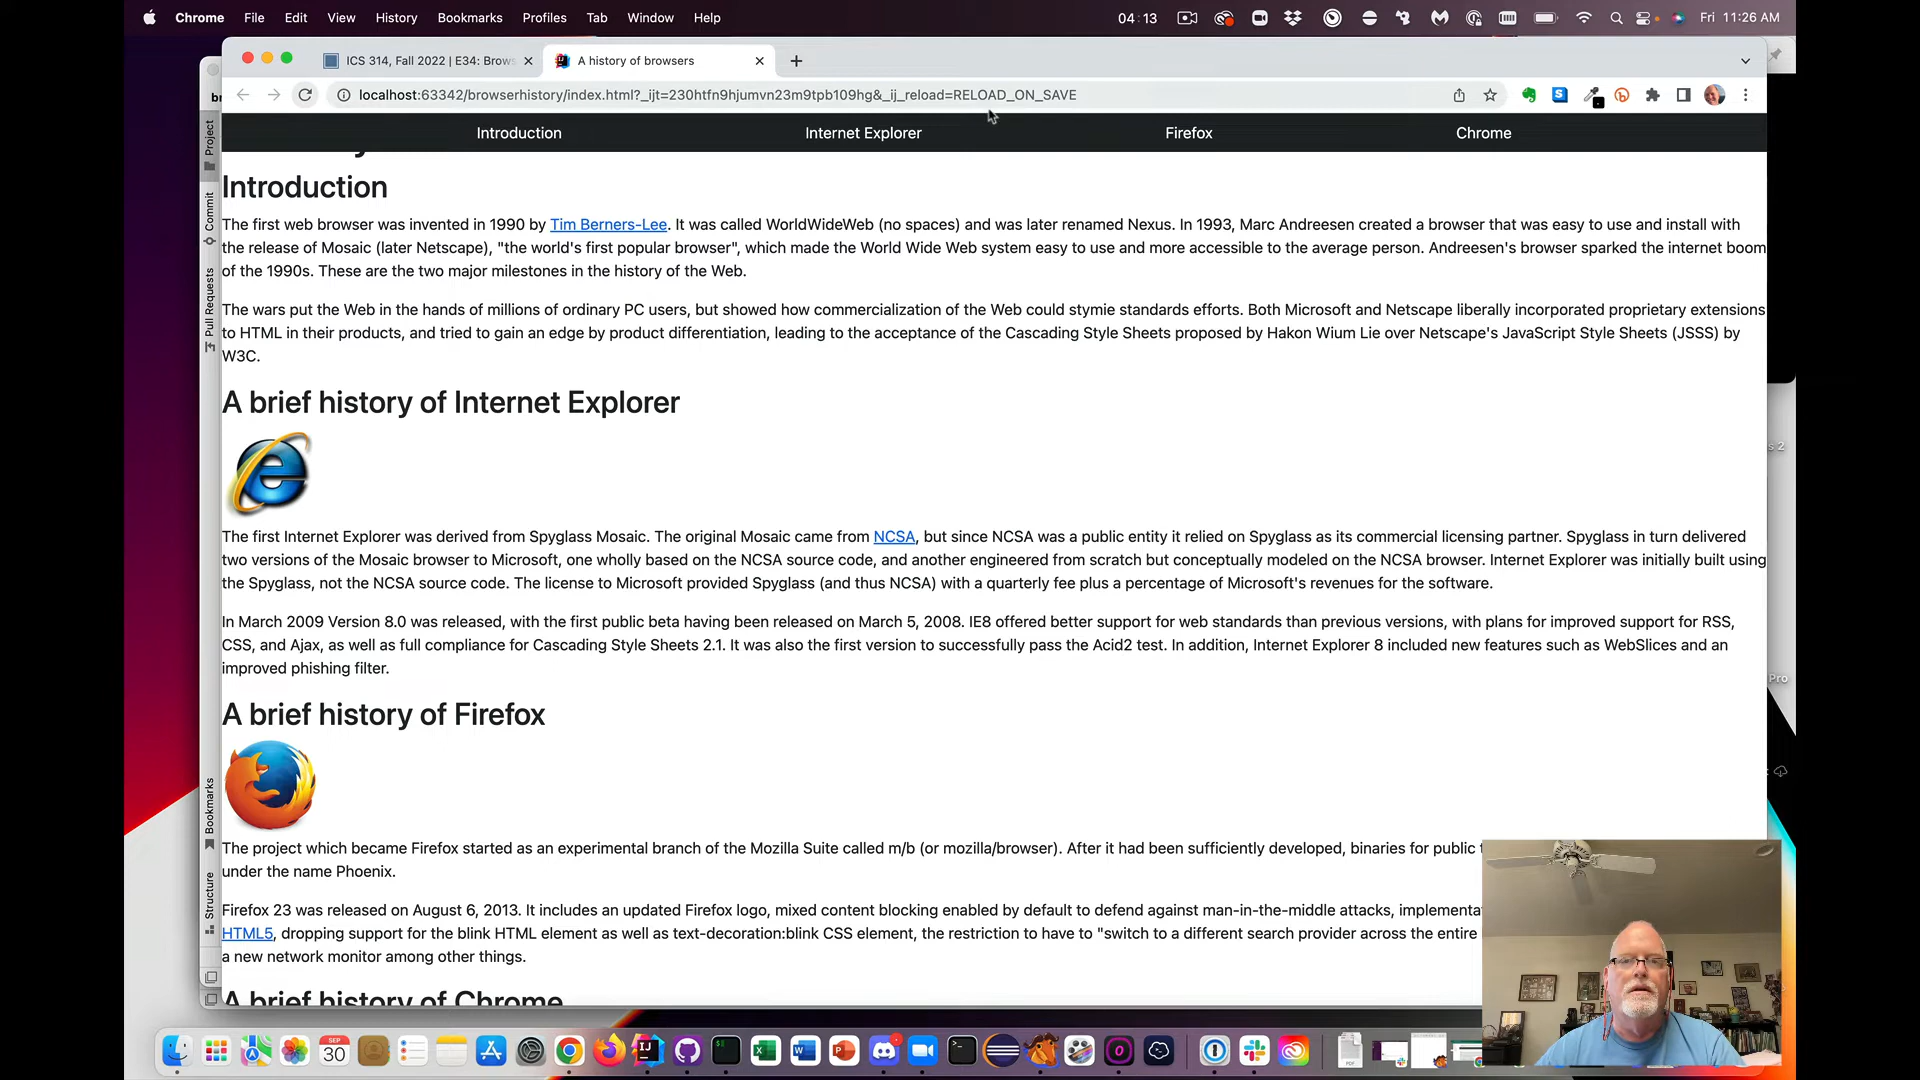 Chrome File Edit View History Bookmarks Profiles Tab Window Help 04:13 Fri 11:26 AM
ICS 314, Fall 2022 | E34: Brows A history of browsers
localhost:63342/browserhistory/index.html?_ijt=230htfn9hjumvn23m9tpb109hg&_ij_reload=RELOAD_ON_SAVE
Introduction Internet Explorer Firefox Chrome
Introduction
The first web browser was invented in 1990 by Tim Berners-Lee. It was called WorldWideWeb (no spaces) and was later renamed Nexus. In 1993, Marc Andreesen created a browser that was easy to use and install with
the release of Mosaic (later Netscape), "the world's first popular browser", which made the World Wide Web system easy to use and more accessible to the average person. Andreesen's browser sparked the internet boom
of the 1990s. These are the two major milestones in the history of the Web.
The wars put the Web in the hands of millions of ordinary PC users, but showed how commercialization of the Web could stymie standards efforts. Both Microsoft and Netscape liberally incorporated proprietary extensions
to HTML in their products, and tried to gain an edge by product differentiation, leading to the acceptance of the Cascading Style Sheets proposed by Hakon Wium Lie over Netscape's JavaScript Style Sheets (JSSS) by
W3C.
A brief history of Internet Explorer
The first Internet Explorer was derived from Spyglass Mosaic. The original Mosaic came from NCSA, but since NCSA was a public entity it relied on Spyglass as its commercial licensing partner. Spyglass in turn delivered
two versions of the Mosaic browser to Microsoft, one wholly based on the NCSA source code, and another engineered from scratch but conceptually modeled on the NCSA browser. Internet Explorer was initially built using
the Spyglass, not the NCSA source code. The license to Microsoft provided Spyglass (and thus NCSA) with a quarterly fee plus a percentage of Microsoft's revenues for the software.
In March 2009 Version 8.0 was released, with the first public beta having been released on March 5, 2008. IE8 offered better support for web standards than previous versions, with plans for improved support for RSS,
CSS, and Ajax, as well as full compliance for Cascading Style Sheets 2.1. It was also the first version to successfully pass the Acid2 test. In addition, Internet Explorer 8 included new features such as WebSlices and an
improved phishing filter.
A brief history of Firefox
The project which became Firefox started as an experimental branch of the Mozilla Suite called m/b (or mozilla/browser). After it had been sufficiently developed, binaries for public
under the name Phoenix.
Firefox 23 was released on August 6, 2013. It includes an updated Firefox logo, mixed content blocking enabled by default to defend against man-in-the-middle attacks, implementa
HTML5, dropping support for the blink HTML element as well as text-decoration:blink CSS element, the restriction to have to "switch to a different search provider across the entire
a new network monitor among other things.
A brief history of Chrome
Project
Commit
Pull Requests
Bookmarks
Structure
br
s 2
Pro
SEP
30